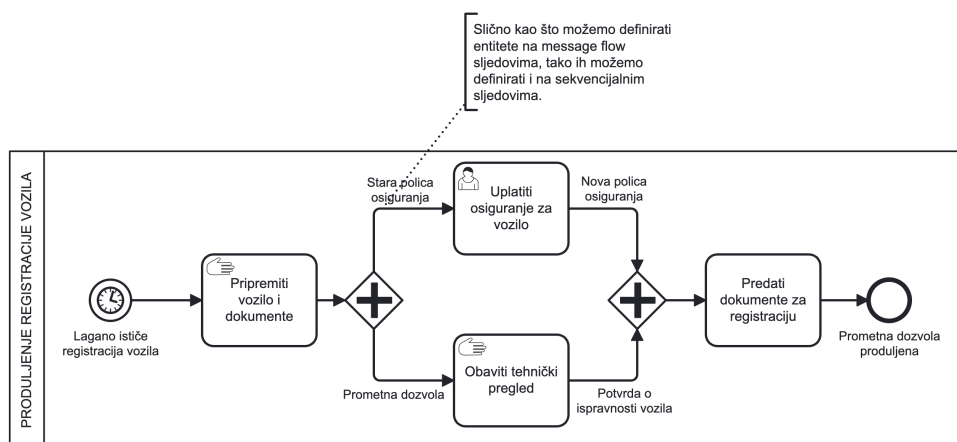 Slično kao što možemo definirati
entitete na message flow
sljedovima, tako ih možemo
definirati i na sekvencijalnim
sljedovima.
PRODULJENJE REGISTRACIJE VOZILA
Lagano ističe
registracija vozila
Pripremiti
vozilo i
dokumente
Stara polica
osiguranja
Uplatiti
osiguranje za
vozilo
Nova polica
osiguranja
Prometna dozvola
Obaviti tehnički
pregled
Potvrda o
ispravnosti vozila
Predati
dokumente za
registraciju
Prometna dozvola
produljena